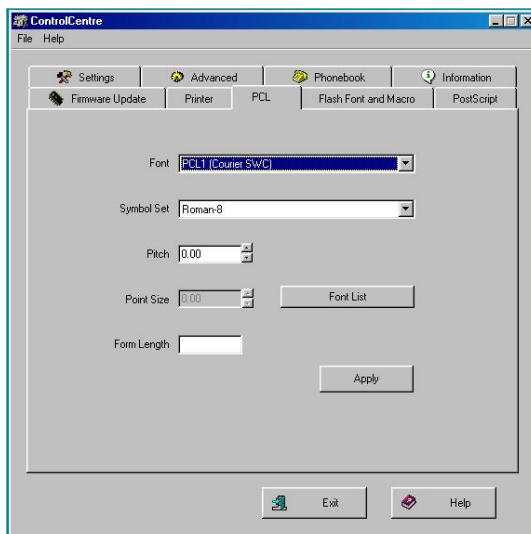 ControlCentre
File Help
Settings Advanced Phonebook Information
Firmware Update Printer PCL Flash Font and Macro PostScript
Font PCL1 (Courier SWC)
Symbol Set Roman-8
Pitch 0.00
Point Size 0.00 Font List
Form Length
Apply
Exit Help